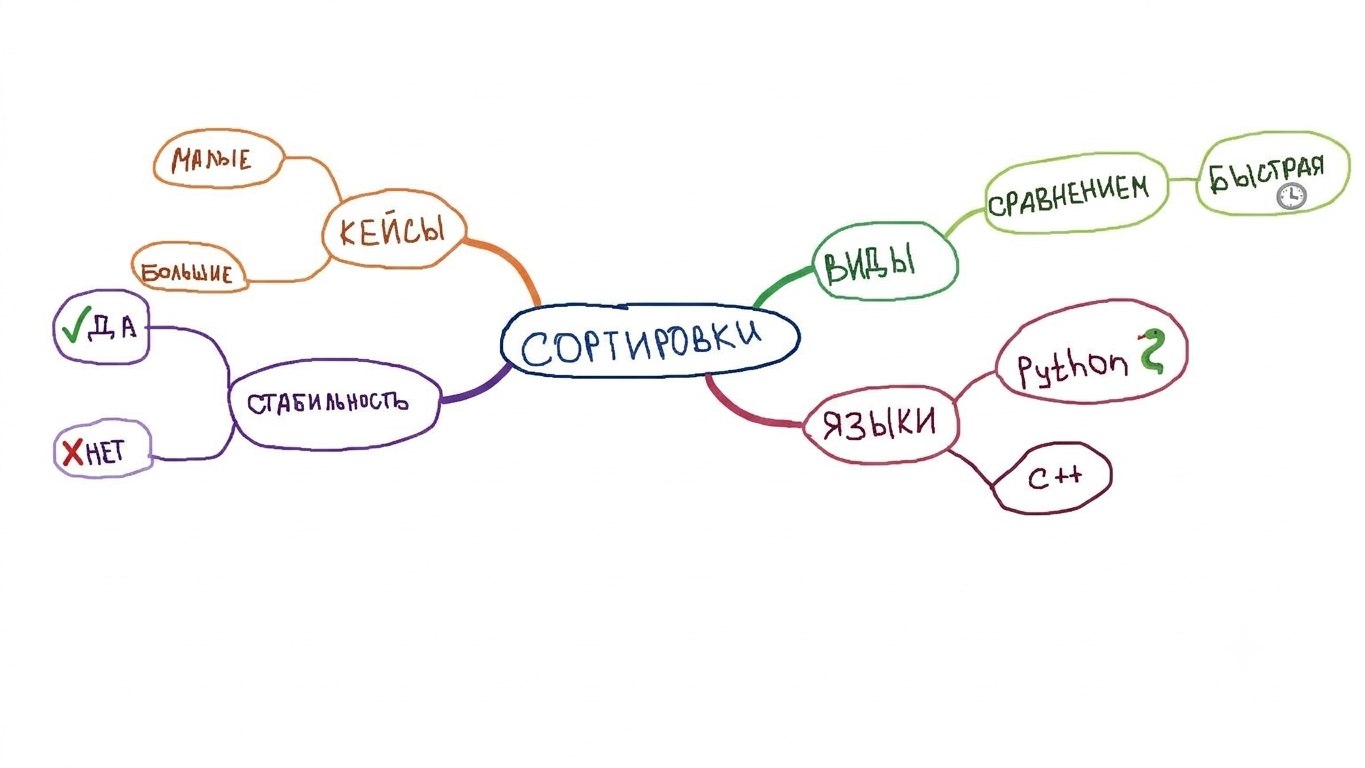 МАЛЫЕ
КЕЙСЫ
БОЛЬШИЕ
ДА
СТАБИЛЬНОСТЬ
НЕТ
СОРТИРОВКИ
ВИДЫ
СРАВНЕНИЕМ
БЫСТРАЯ
ЯЗЫКИ
Python
C++